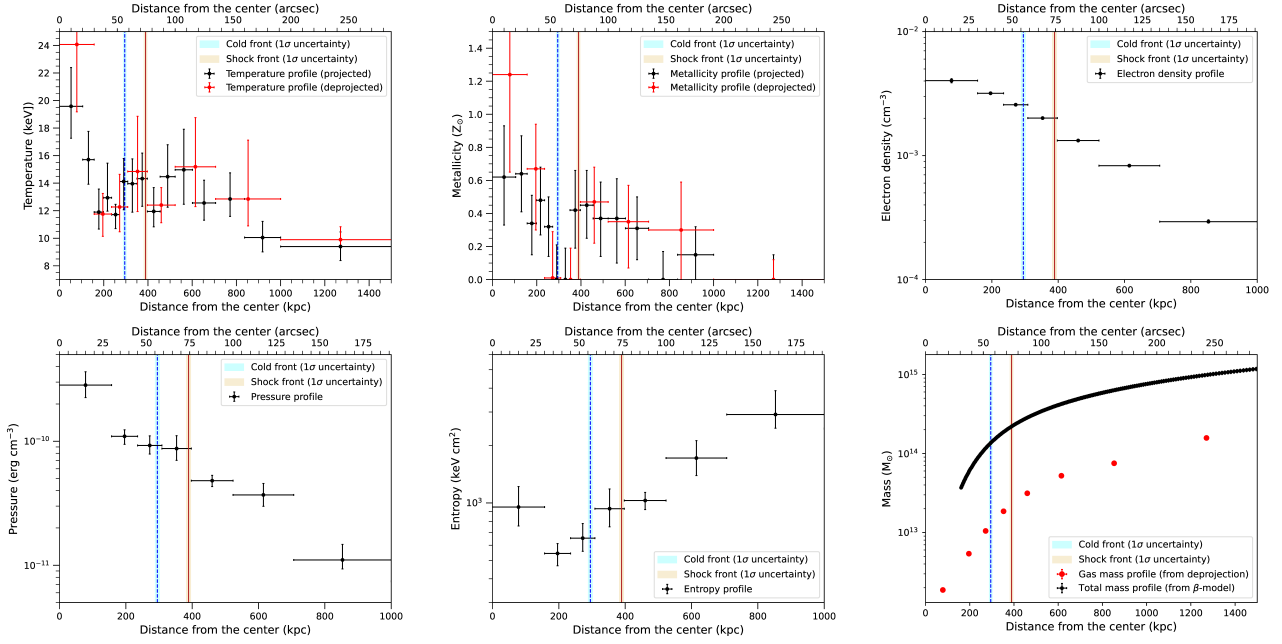 Distance from the center (arcsec)
0 50 100 150 200 250
24
22
20
18
16
14
12
10
8
Temperature (keV])
Cold front (1σ uncertainty)
Shock front (1σ uncertainty)
Temperature profile (projected)
Temperature profile (deprojected)
0 200 400 600 800 1000 1200 1400
Distance from the center (kpc)
Distance from the center (arcsec)
0 50 100 150 200 250
1.4
1.2
1.0
0.8
0.6
0.4
0.2
0.0
Metallicity (Z⊙)
Cold front (1σ uncertainty)
Shock front (1σ uncertainty)
Metallicity profile (projected)
Metallicity profile (deprojected)
0 200 400 600 800 1000 1200 1400
Distance from the center (kpc)
Distance from the center (arcsec)
0 25 50 75 100 125 150 175
10⁻²
10⁻³
10⁻⁴
Electron density (cm⁻³)
Cold front (1σ uncertainty)
Shock front (1σ uncertainty)
Electron density profile
0 200 400 600 800 1000
Distance from the center (kpc)
Distance from the center (arcsec)
0 25 50 75 100 125 150 175
10⁻¹⁰
10⁻¹¹
Pressure (erg cm⁻³)
Cold front (1σ uncertainty)
Shock front (1σ uncertainty)
Pressure profile
0 200 400 600 800 1000
Distance from the center (kpc)
Distance from the center (arcsec)
0 25 50 75 100 125 150 175
10³
Entropy (keV cm²)
Cold front (1σ uncertainty)
Shock front (1σ uncertainty)
Entropy profile
0 200 400 600 800 1000
Distance from the center (kpc)
Distance from the center (arcsec)
0 50 100 150 200 250
10¹⁵
10¹⁴
10¹³
Mass (M⊙)
Cold front (1σ uncertainty)
Shock front (1σ uncertainty)
Gas mass profile (from deprojection)
Total mass profile (from β-model)
0 200 400 600 800 1000 1200 1400
Distance from the center (kpc)